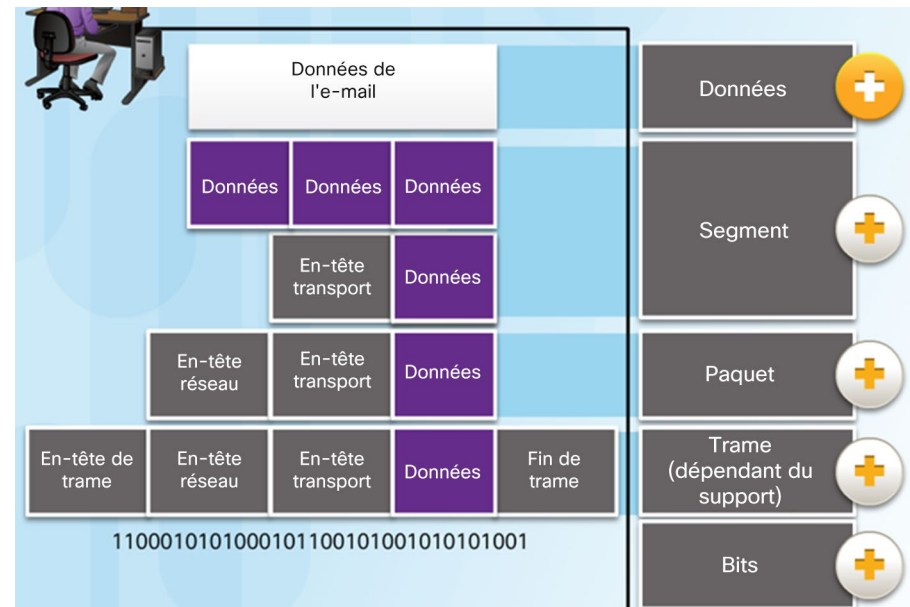 Données de
l'e-mail
Données
Données Données Données
Segment
En-tête
transport
Données
En-tête
réseau
En-tête
transport
Données
Paquet
En-tête de
trame
En-tête
réseau
En-tête
transport
Données
Fin de
trame
Trame
(dépendant du
support)
1100010101000101100101001010101001
Bits